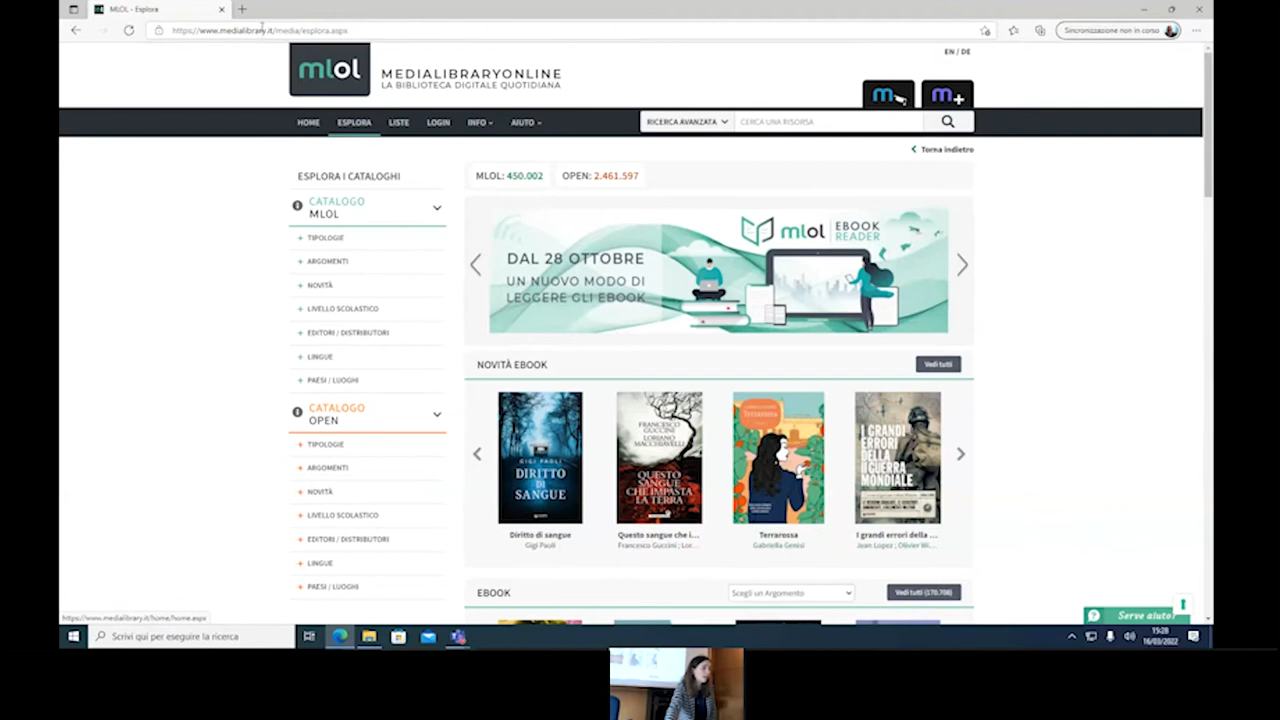 MLOL - Esplora
https://www.medialibrary.it/media/esplora.aspx
Sincronizzazione non in corso
EN / DE
mlol
MEDIALIBRARYONLINE
LA BIBLIOTECA DIGITALE QUOTIDIANA
m
m+
HOME ESPLORA LISTE LOGIN INFO AIUTO
RICERCA AVANZATA CERCA UNA RISORSA
Torna indietro
ESPLORA I CATALOGHI
CATALOGO
MLOL
+ TIPOLOGIE
+ ARGOMENTI
+ NOVITÀ
+ LIVELLO SCOLASTICO
+ EDITORI / DISTRIBUTORI
+ LINGUE
+ PAESI / LUOGHI
CATALOGO
OPEN
+ TIPOLOGIE
+ ARGOMENTI
+ NOVITÀ
+ LIVELLO SCOLASTICO
+ EDITORI / DISTRIBUTORI
+ LINGUE
+ PAESI / LUOGHI
MLOL: 450.002 OPEN: 2.461.597
mlol EBOOK READER
DAL 28 OTTOBRE
UN NUOVO MODO DI
LEGGERE GLI EBOOK
NOVITÀ EBOOK
Vedi tutti
GIGI PAOLI
DIRITTO
DI
SANGUE
FRANCESCO
GUCCINI
LORIANO
MACCHIAVELLI
QUESTO
SANGUE
CHE IMPASTA
LA TERRA
Terrarossa
I GRANDI
ERRORI
DELLA
II GUERRA
MONDIALE
Diritto di sangue
Gigi Paoli
Questo sangue che i...
Francesco Guccini ; Lor...
Terrarossa
Gabriella Genisi
I grandi errori della ...
Jean Lopez ; Olivier Wi...
EBOOK
Scegli un Argomento
Vedi tutti (170.708)
https://www.medialibrary.it/home/home.aspx
Serve aiuto?
Scrivi qui per eseguire la ricerca
15:28
16/03/2022